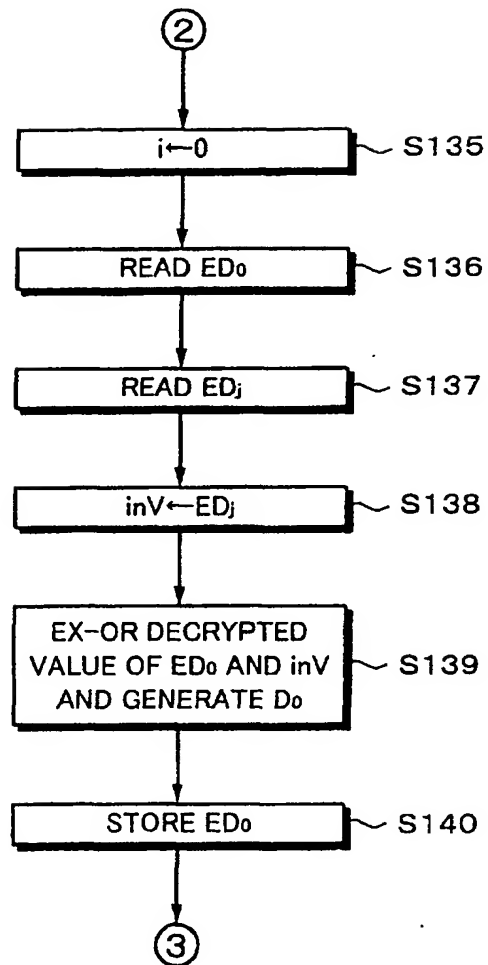 ②
i←0
S135
READ ED₀
S136
READ EDⱼ
S137
inV←EDⱼ
S138
EX-OR DECRYPTED
VALUE OF ED₀ AND inV
AND GENERATE D₀
S139
STORE ED₀
S140
③